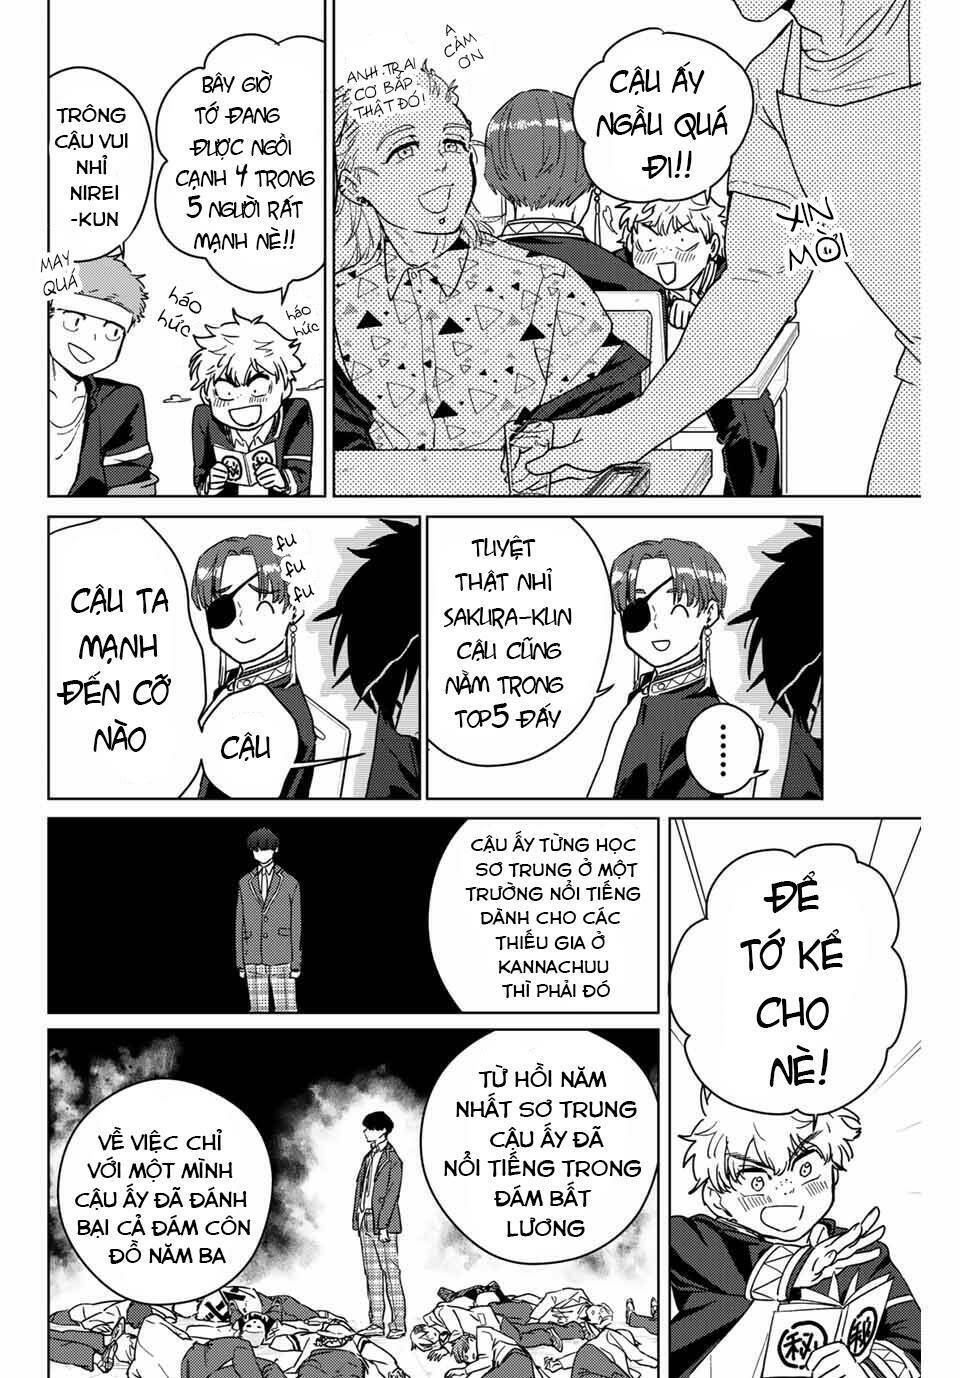 CẬU ẤY
NGẦU QUÁ
ĐI!!
Ạ
CẢM
ƠN
ANH TRAI
CƠ BẮP
THẬT ĐÓ!
XIN
MỜI
BÂY GIỜ
TỚ ĐANG
ĐƯỢC NGỒI
CẠNH 4 TRONG
5 NGƯỜI RẤT
MẠNH NÈ!!
TRÔNG
CẬU VUI
NHỈ
NIREI
-KUN
MAY
QUÁ
háo
hức
háo
hức
TUYỆT
THẬT NHỈ
SAKURA-KUN
CẬU CŨNG
NẰM TRONG
TOP5 ĐẤY
......
fu
fu
fu
CẬU TA
MẠNH
ĐẾN CỠ
NÀO
CẬU
ĐỂ
TỚ KỂ
CHO
NÈ!
秘
秘
CẬU ẤY TỪNG HỌC
SƠ TRUNG Ở MỘT
TRƯỜNG NỔI TIẾNG
DÀNH CHO CÁC
THIẾU GIA Ở
KANNACHUU
THÌ PHẢI ĐÓ
TỪ HỒI NĂM
NHẤT SƠ TRUNG
CẬU ẤY ĐÃ
NỔI TIẾNG TRONG
ĐÁM BẤT
LƯƠNG
VỀ VIỆC CHỈ
VỚI MỘT MÌNH
CẬU ẤY ĐÃ ĐÁNH
BẠI CẢ ĐÁM CÔN
ĐỒ NĂM BA